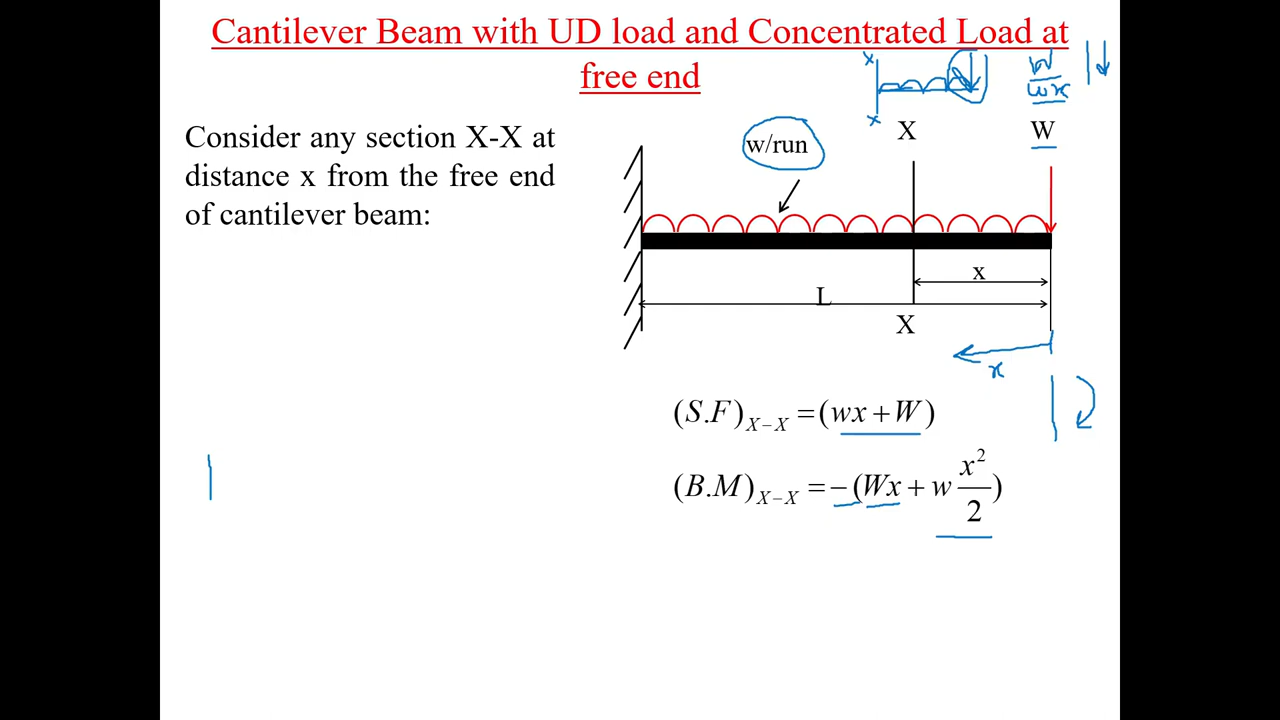 Cantilever Beam with UD load and Concentrated Load at
free end
Consider any section X-X at
distance x from the free end
of cantilever beam:
x
x
W
wx
w/run
X
W
x
L
X
x
(S.F)X−X = (wx + W)
(B.M)X−X = −(Wx + w x²/2)